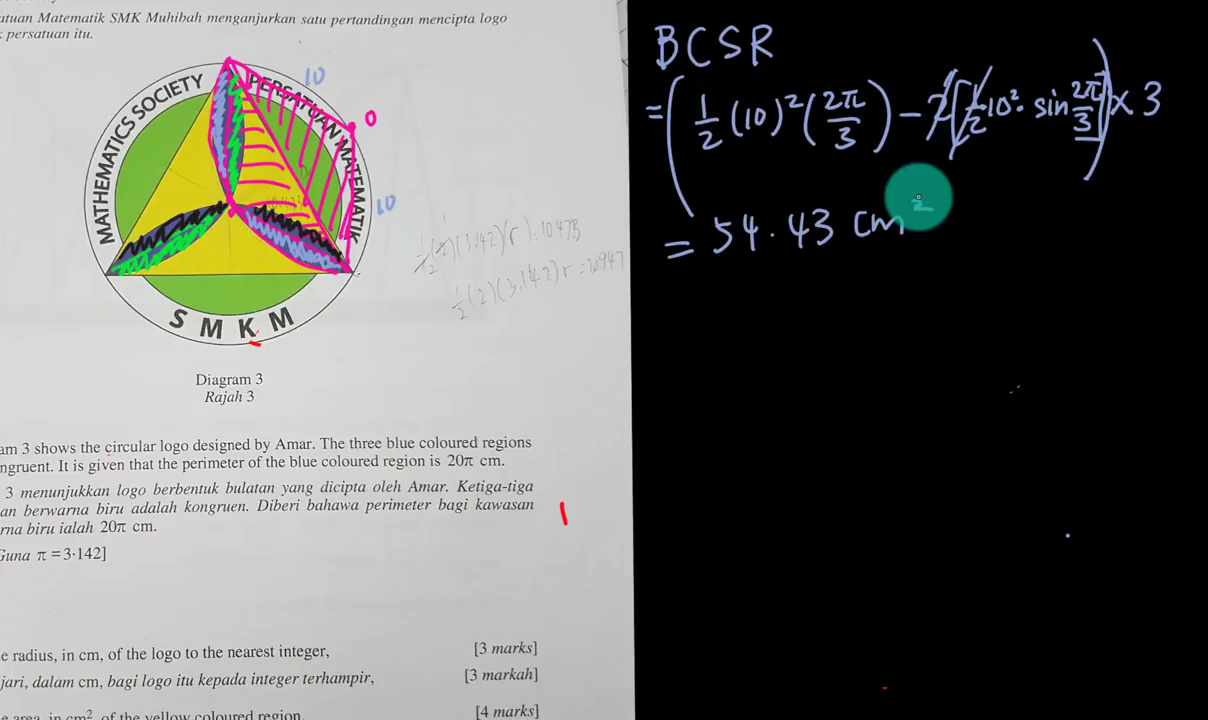 atuan Matematik SMK Muhibah menganjurkan satu pertandingan mencipta logo
k persatuan itu.
MATHEMATICS SOCIETY
PERSATUAN MATEMATIK
SMKM
10
O
10
Diagram 3
Rajah 3
am 3 shows the circular logo designed by Amar. The three blue coloured regions
ngruent. It is given that the perimeter of the blue coloured region is 20π cm.
3 menunjukkan logo berbentuk bulatan yang dicipta oleh Amar. Ketiga-tiga
an berwarna biru adalah kongruen. Diberi bahawa perimeter bagi kawasan
rna biru ialah 20π cm.
Guna π = 3·142]
e radius, in cm, of the logo to the nearest integer, [3 marks]
jari, dalam cm, bagi logo itu kepada integer terhampir, [3 markah]
e area, in cm², of the yellow coloured region. [4 marks]
BCSR
= ( 1/2 (10)² (2π/3) − 1/2 10² · sin 2π/3 ) × 3
= 54.43 cm²